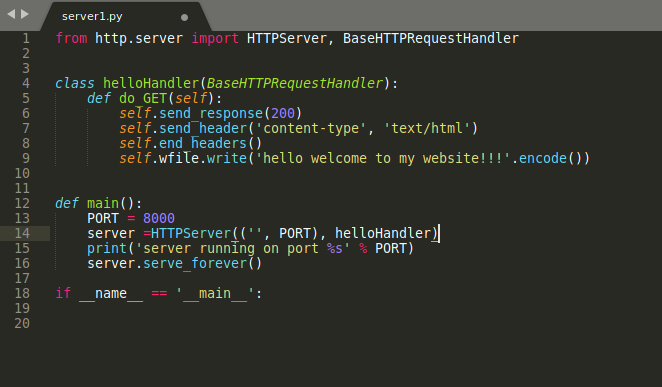 server1.py
1 from http.server import HTTPServer, BaseHTTPRequestHandler
2
3
4 class helloHandler(BaseHTTPRequestHandler):
5     def do_GET(self):
6         self.send_response(200)
7         self.send_header('content-type', 'text/html')
8         self.end_headers()
9         self.wfile.write('hello welcome to my website!!!'.encode())
10
11
12 def main():
13     PORT = 8000
14     server =HTTPServer(('', PORT), helloHandler)
15     print('server running on port %s' % PORT)
16     server.serve_forever()
17
18 if __name__ == '__main__':
19
20